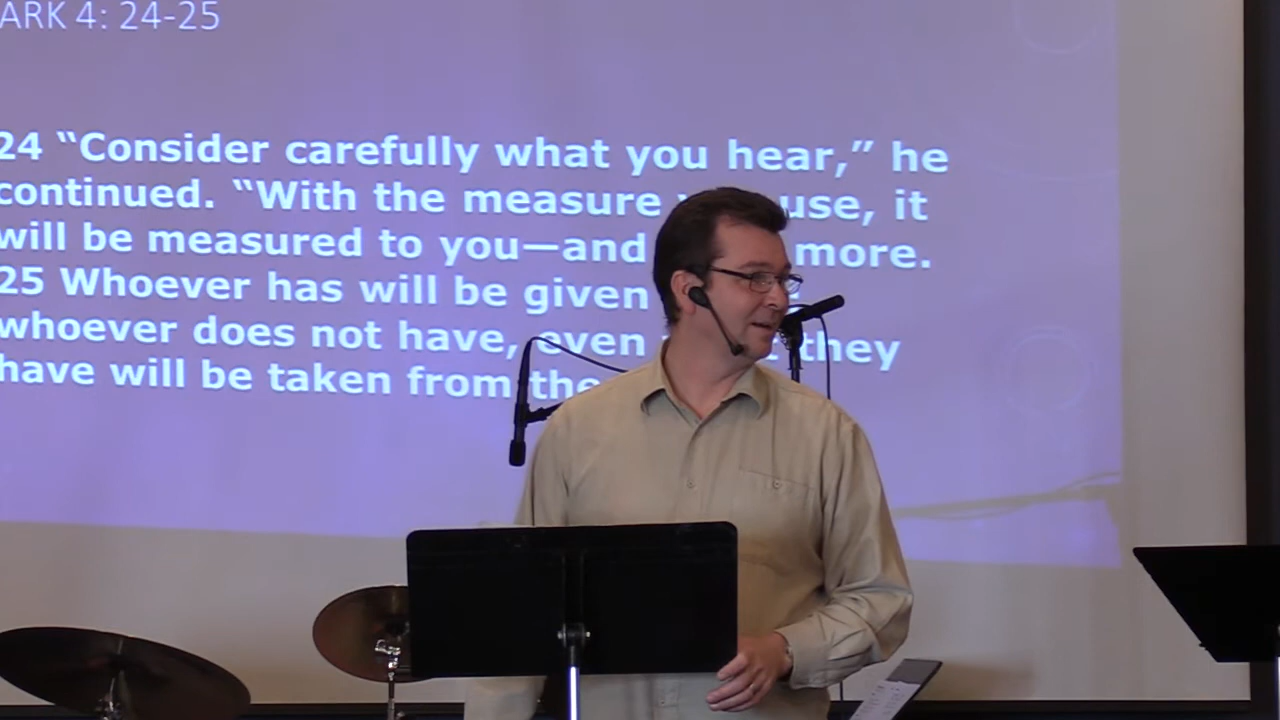 ARK 4: 24-25
24 “Consider carefully what you hear,” he
continued. “With the measure use, it
will be measured to you—and more.
25 Whoever has will be given
whoever does not have, even they
have will be taken from the